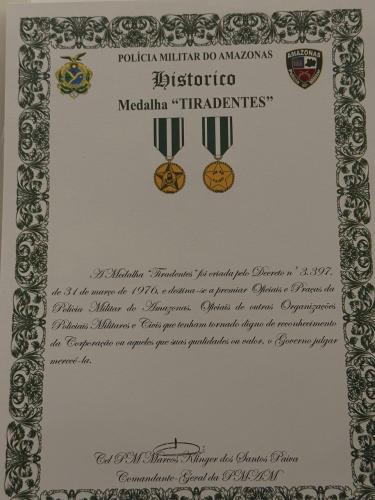 POLÍCIA MILITAR DO AMAZONAS
Historico
Medalha “TIRADENTES”
AMAZONAS
A Medalha “Tiradentes” foi criada pelo Decreto nº 3.397,
de 31 de março de 1976, e destina-se a premiar Oficiais e Praças da
Polícia Militar do Amazonas, Oficiais de outras Organizações
Policiais Militares e Civis que tenham tornado digno de reconhecimento
da Corporação ou aqueles que suas qualidades ou valor, o Governo julgar
merecê-la.
Cel PM Marcos Klinger dos Santos Paiva
Comandante-Geral da PMAM